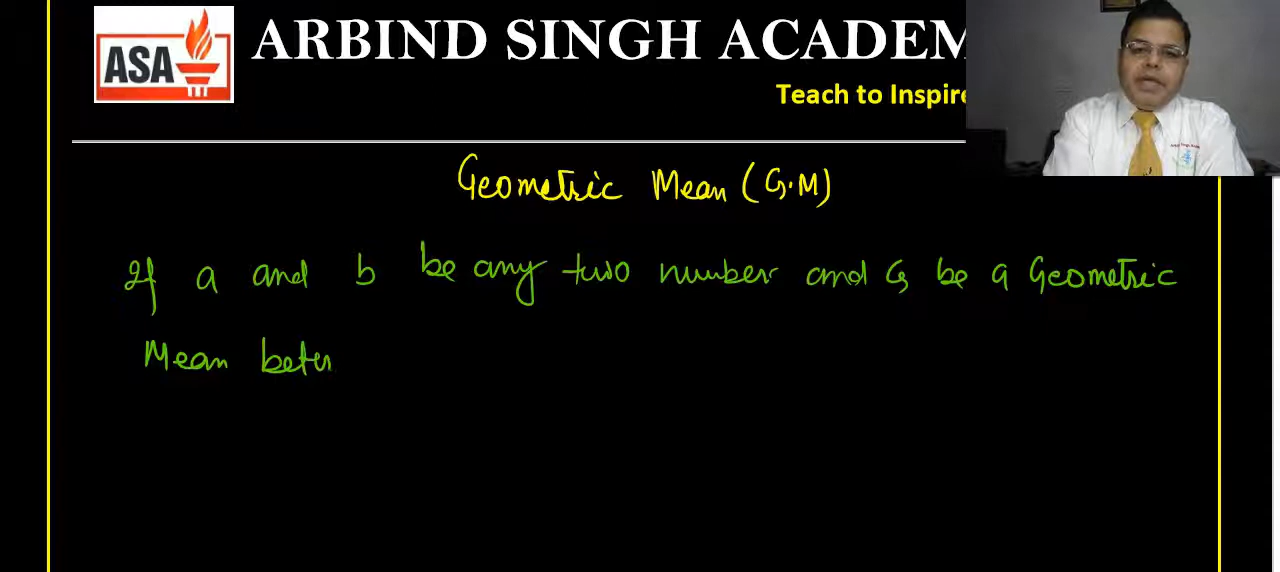 ASA
ARBIND SINGH ACADEM
Teach to Inspire
Geometric Mean (G.M)
If a and b be any two number and G be a Geometric
Mean betw